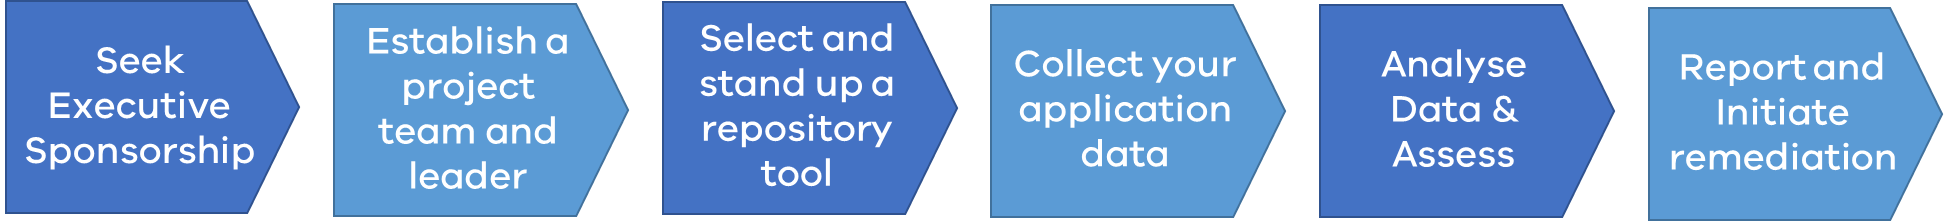 Seek
Executive
Sponsorship
Establish a
project
team and
leader
Select and
stand up a
repository
tool
Collect your
application
data
Analyse
Data &
Assess
Report and
Initiate
remediation